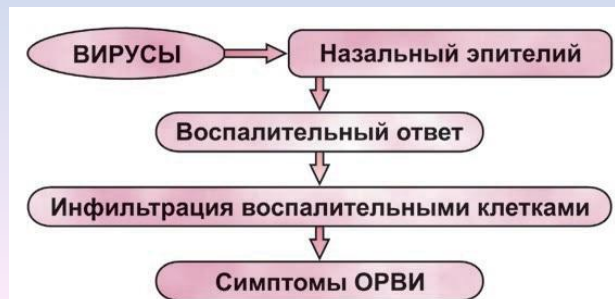 ВИРУСЫ
Назальный эпителий
Воспалительный ответ
Инфильтрация воспалительными клетками
Симптомы ОРВИ